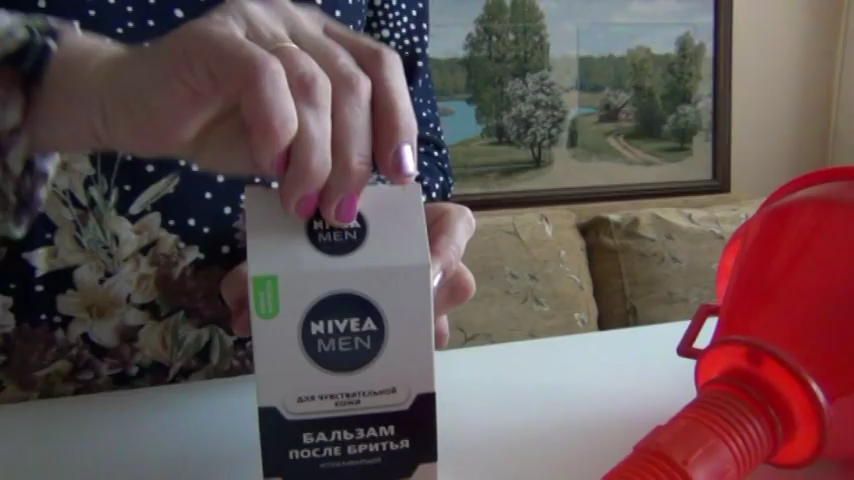 NIVEA
MEN
NIVEA
MEN
ДЛЯ ЧУВСТВИТЕЛЬНОЙ
КОЖИ
БАЛЬЗАМ
ПОСЛЕ БРИТЬЯ